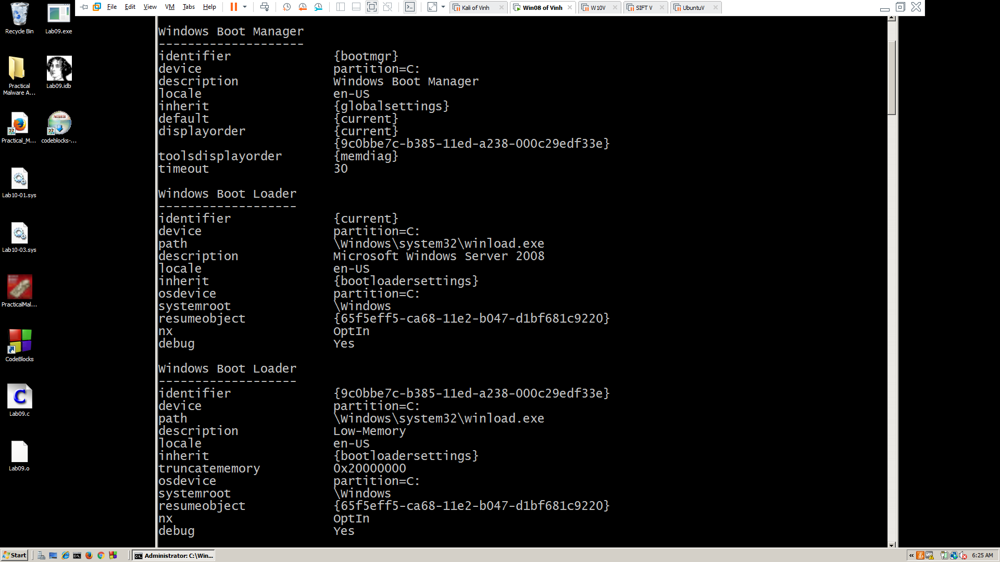 File Edit View VM Tabs Help
Kali of Vinh
Win08 of Vinh
W10V
SIFT V
UbuntuV
Recycle Bin
Lab09.exe
Practical
Malware A...
Lab09.idb
Practical_M...
codeblocks-...
Lab10-01.sys
Lab10-03.sys
PracticalMal...
CodeBlocks
Lab09.c
Lab09.o
NSIS
C
Windows Boot Manager
--------------------
identifier {bootmgr}
device partition=C:
description Windows Boot Manager
locale en-US
inherit {globalsettings}
default {current}
displayorder {current}
{9c0bbe7c-b385-11ed-a238-000c29edf33e}
toolsdisplayorder {memdiag}
timeout 30
Windows Boot Loader
-------------------
identifier {current}
device partition=C:
path \Windows\system32\winload.exe
description Microsoft Windows Server 2008
locale en-US
inherit {bootloadersettings}
osdevice partition=C:
systemroot \Windows
resumeobject {65f5eff5-ca68-11e2-b047-d1bf681c9220}
nx OptIn
debug Yes
Windows Boot Loader
-------------------
identifier {9c0bbe7c-b385-11ed-a238-000c29edf33e}
device partition=C:
path \Windows\system32\winload.exe
description Low-Memory
locale en-US
inherit {bootloadersettings}
truncatememory 0x20000000
osdevice partition=C:
systemroot \Windows
resumeobject {65f5eff5-ca68-11e2-b047-d1bf681c9220}
nx OptIn
debug Yes
Start
Administrator: C:\Win...
6:25 AM